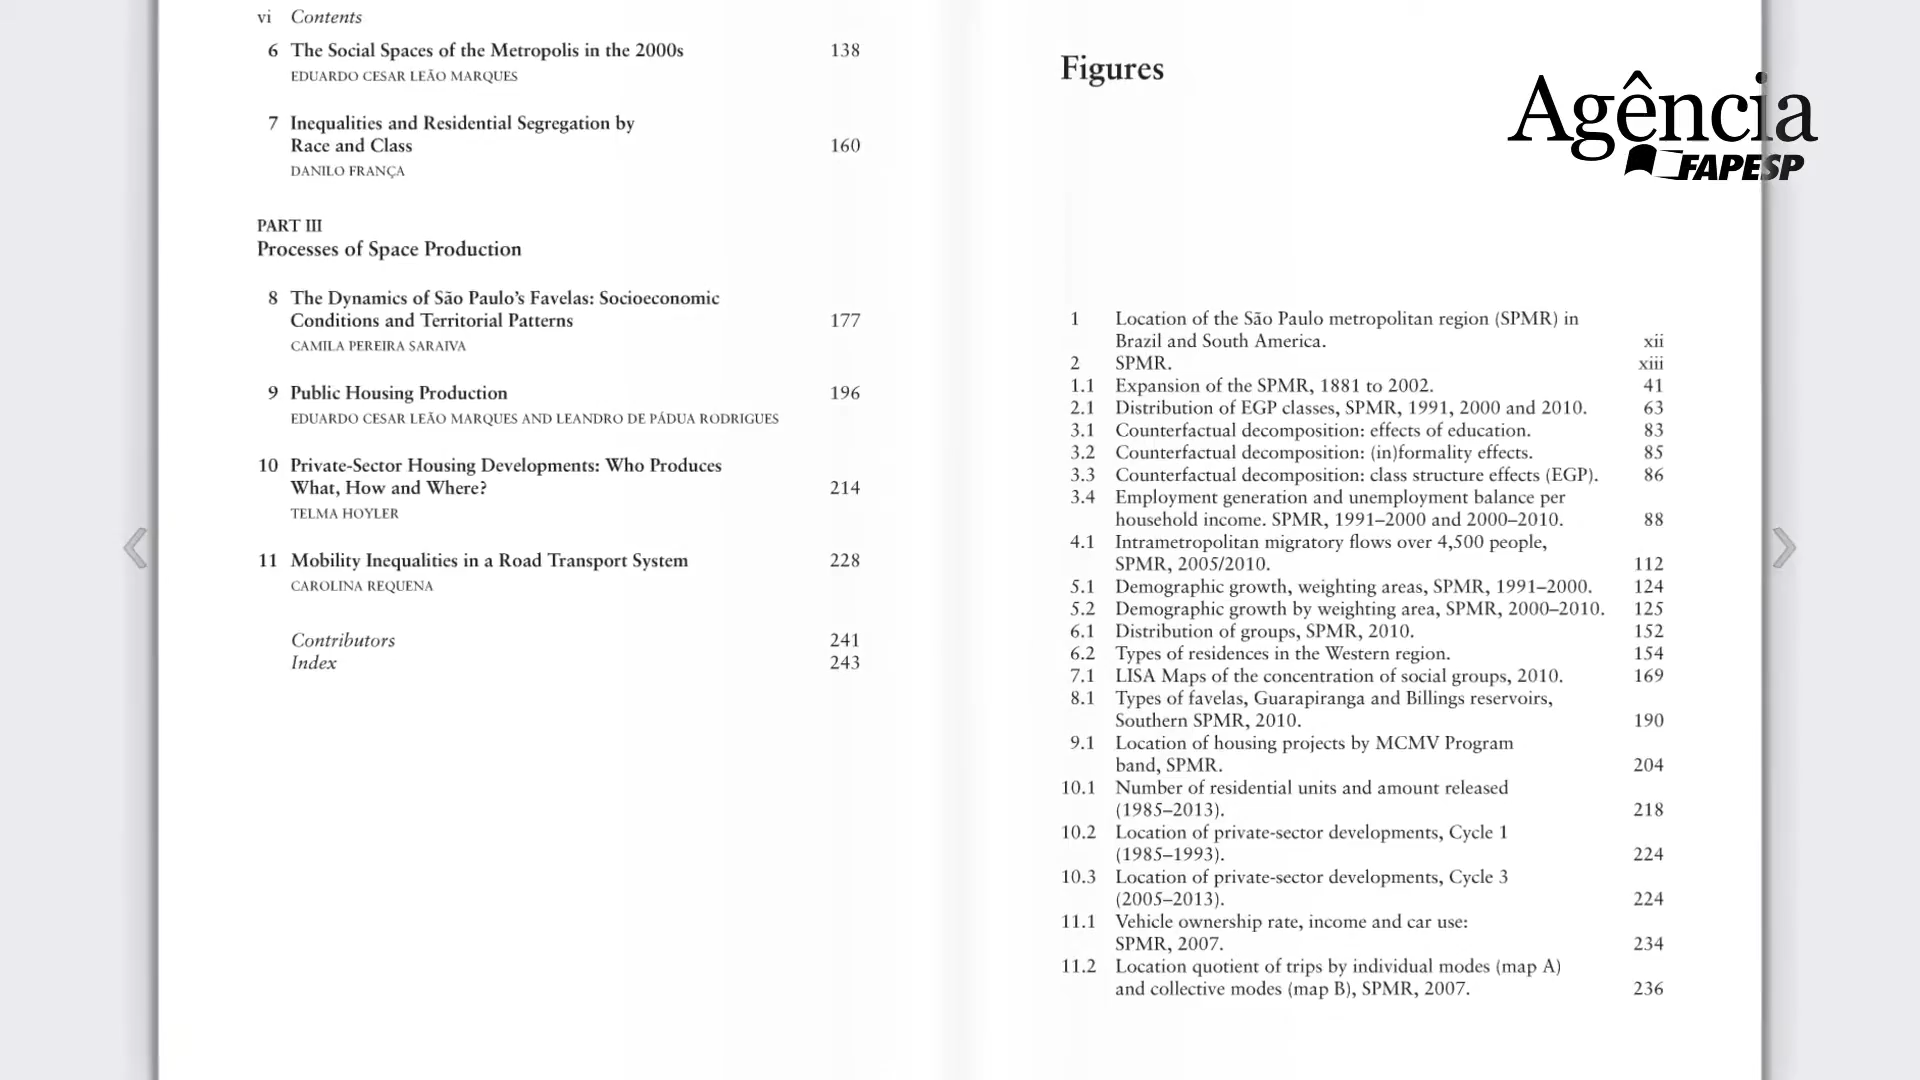 vi Contents
6 The Social Spaces of the Metropolis in the 2000s 138
EDUARDO CESAR LEÃO MARQUES
7 Inequalities and Residential Segregation by
Race and Class 160
DANILO FRANÇA
PART III
Processes of Space Production
8 The Dynamics of São Paulo's Favelas: Socioeconomic
Conditions and Territorial Patterns 177
CAMILA PEREIRA SARAIVA
9 Public Housing Production 196
EDUARDO CESAR LEÃO MARQUES AND LEANDRO DE PÁDUA RODRIGUES
10 Private-Sector Housing Developments: Who Produces
What, How and Where? 214
TELMA HOYLER
11 Mobility Inequalities in a Road Transport System 228
CAROLINA REQUENA
Contributors 241
Index 243
Figures
Agência
FAPESP
1 Location of the São Paulo metropolitan region (SPMR) in
Brazil and South America. xii
2 SPMR. xiii
1.1 Expansion of the SPMR, 1881 to 2002. 41
2.1 Distribution of EGP classes, SPMR, 1991, 2000 and 2010. 63
3.1 Counterfactual decomposition: effects of education. 83
3.2 Counterfactual decomposition: (in)formality effects. 85
3.3 Counterfactual decomposition: class structure effects (EGP). 86
3.4 Employment generation and unemployment balance per
household income. SPMR, 1991–2000 and 2000–2010. 88
4.1 Intrametropolitan migratory flows over 4,500 people,
SPMR, 2005/2010. 112
5.1 Demographic growth, weighting areas, SPMR, 1991–2000. 124
5.2 Demographic growth by weighting area, SPMR, 2000–2010. 125
6.1 Distribution of groups, SPMR, 2010. 152
6.2 Types of residences in the Western region. 154
7.1 LISA Maps of the concentration of social groups, 2010. 169
8.1 Types of favelas, Guarapiranga and Billings reservoirs,
Southern SPMR, 2010. 190
9.1 Location of housing projects by MCMV Program
band, SPMR. 204
10.1 Number of residential units and amount released
(1985–2013). 218
10.2 Location of private-sector developments, Cycle 1
(1985–1993). 224
10.3 Location of private-sector developments, Cycle 3
(2005–2013). 224
11.1 Vehicle ownership rate, income and car use:
SPMR, 2007. 234
11.2 Location quotient of trips by individual modes (map A)
and collective modes (map B), SPMR, 2007. 236